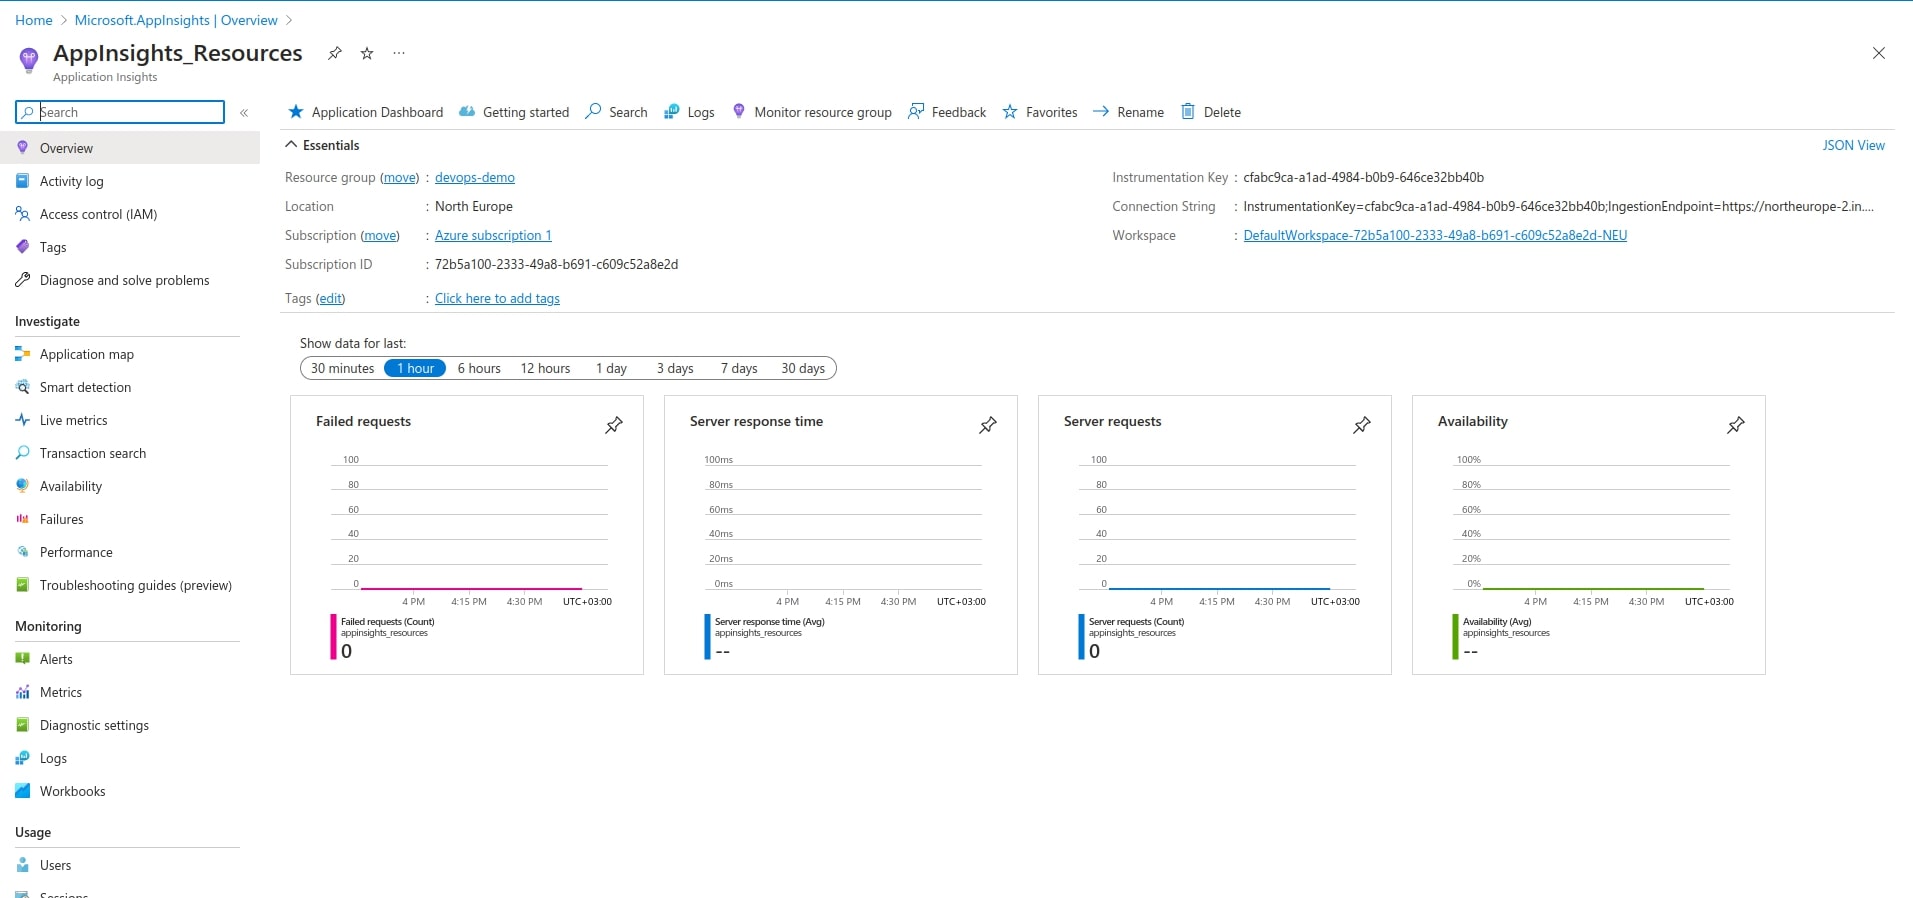 Home > Microsoft.AppInsights | Overview >
AppInsights_Resources
Application Insights
Search
«
Overview
Activity log
Access control (IAM)
Tags
Diagnose and solve problems
Investigate
Application map
Smart detection
Live metrics
Transaction search
Availability
Failures
Performance
Troubleshooting guides (preview)
Monitoring
Alerts
Metrics
Diagnostic settings
Logs
Workbooks
Usage
Users
Sessions
Application Dashboard Getting started Search Logs Monitor resource group Feedback Favorites Rename Delete
Essentials
JSON View
Resource group (move) : devops-demo
Location : North Europe
Subscription (move) : Azure subscription 1
Subscription ID : 72b5a100-2333-49a8-b691-c609c52a8e2d
Tags (edit) : Click here to add tags
Instrumentation Key : cfabc9ca-a1ad-4984-b0b9-646ce32bb40b
Connection String : InstrumentationKey=cfabc9ca-a1ad-4984-b0b9-646ce32bb40b;IngestionEndpoint=https://northeurope-2.in....
Workspace : DefaultWorkspace-72b5a100-2333-49a8-b691-c609c52a8e2d-NEU
Show data for last:
30 minutes 1 hour 6 hours 12 hours 1 day 3 days 7 days 30 days
Failed requests
100
80
60
40
20
0
4 PM 4:15 PM 4:30 PM UTC+03:00
Failed requests (Count)
appinsights_resources
0
Server response time
100ms
80ms
60ms
40ms
20ms
0ms
4 PM 4:15 PM 4:30 PM UTC+03:00
Server response time (Avg)
appinsights_resources
--
Server requests
100
80
60
40
20
0
4 PM 4:15 PM 4:30 PM UTC+03:00
Server requests (Count)
appinsights_resources
0
Availability
100%
80%
60%
40%
20%
0%
4 PM 4:15 PM 4:30 PM UTC+03:00
Availability (Avg)
appinsights_resources
--